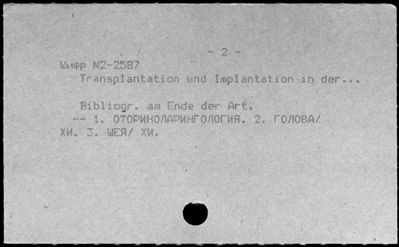 - 2 -
Шифр N2-2587
Transplantation und Implantation in der...
Bibliogr. am Ende der Art.
-- 1. ОТОРИНОЛАРИНГОЛОГИЯ. 2. ГОЛОВА/
ХИ. 3. ШЕЯ/ ХИ.